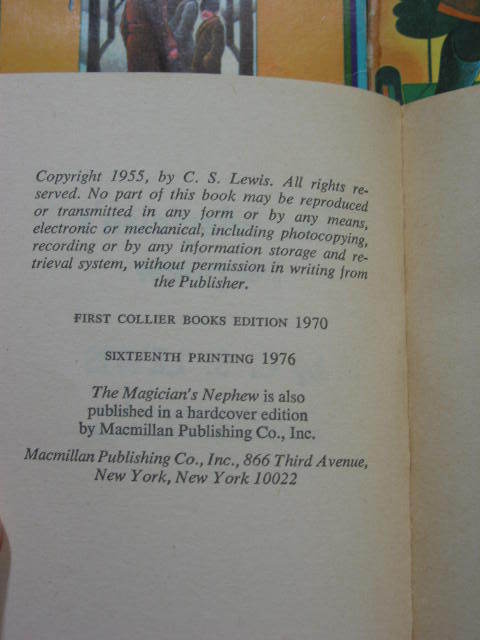 Copyright 1955, by C. S. Lewis. All rights re-
served. No part of this book may be reproduced
or transmitted in any form or by any means,
electronic or mechanical, including photocopying,
recording or by any information storage and re-
trieval system, without permission in writing from
the Publisher.
FIRST COLLIER BOOKS EDITION 1970
SIXTEENTH PRINTING 1976
The Magician's Nephew is also
published in a hardcover edition
by Macmillan Publishing Co., Inc.
Macmillan Publishing Co., Inc., 866 Third Avenue,
New York, New York 10022